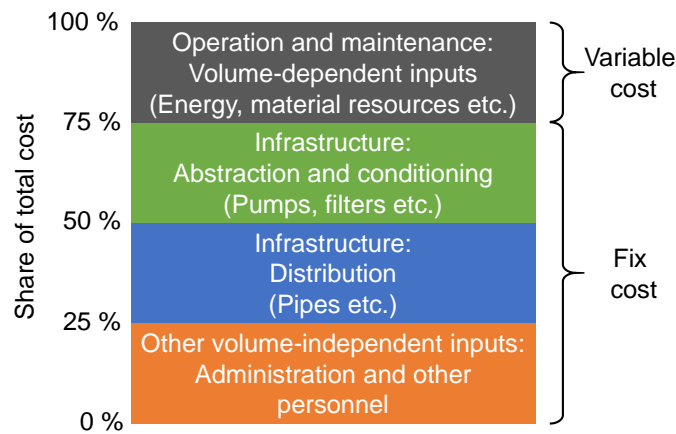 100 %
Operation and maintenance:
Volume-dependent inputs
(Energy, material resources etc.)
Variable
cost
75 %
Infrastructure:
Abstraction and conditioning
(Pumps, filters etc.)
50 %
Infrastructure:
Distribution
(Pipes etc.)
Fix
cost
25 %
Other volume-independent inputs:
Administration and other
personnel
0 %
Share of total cost